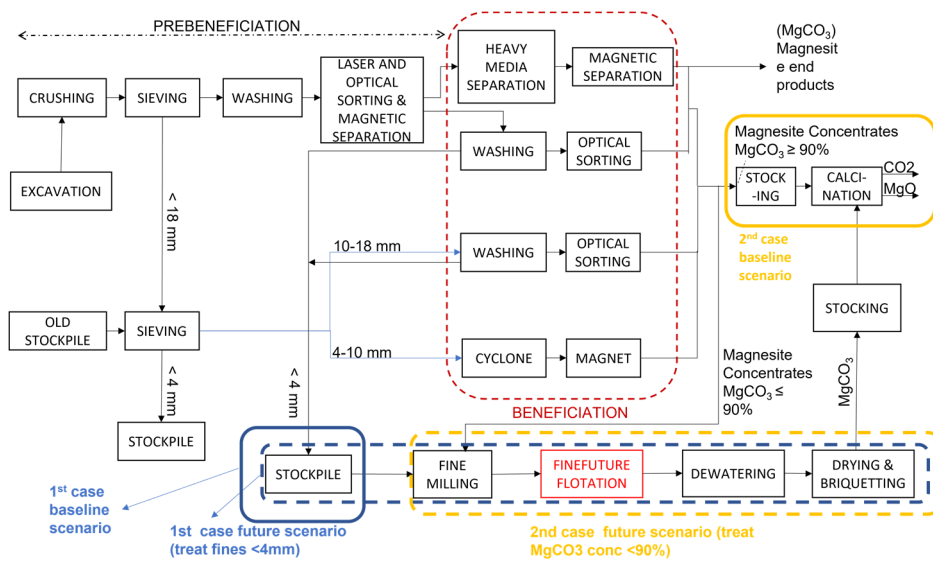 PREBENEFICIATION
CRUSHING
SIEVING
WASHING
LASER AND
OPTICAL
SORTING &
MAGNETIC
SEPARATION
HEAVY
MEDIA
SEPARATION
MAGNETIC
SEPARATION
(MgCO₃)
Magnesit
e end
products
EXCAVATION
WASHING
OPTICAL
SORTING
Magnesite Concentrates
MgCO₃ ≥ 90%
STOCK
-ING
CALCI-
NATION
CO2
MgO
< 18 mm
10-18 mm
WASHING
OPTICAL
SORTING
2nd case
baseline
scenario
OLD
STOCKPILE
SIEVING
STOCKING
4-10 mm
CYCLONE
MAGNET
Magnesite
Concentrates
MgCO₃ ≤
90%
MgCO₃
< 4 mm
< 4 mm
BENEFICIATION
STOCKPILE
STOCKPILE
FINE
MILLING
FINEFUTURE
FLOTATION
DEWATERING
DRYING &
BRIQUETTING
1st case
baseline
scenario
1st case future scenario
(treat fines <4mm)
2nd case future scenario (treat
MgCO3 conc <90%)